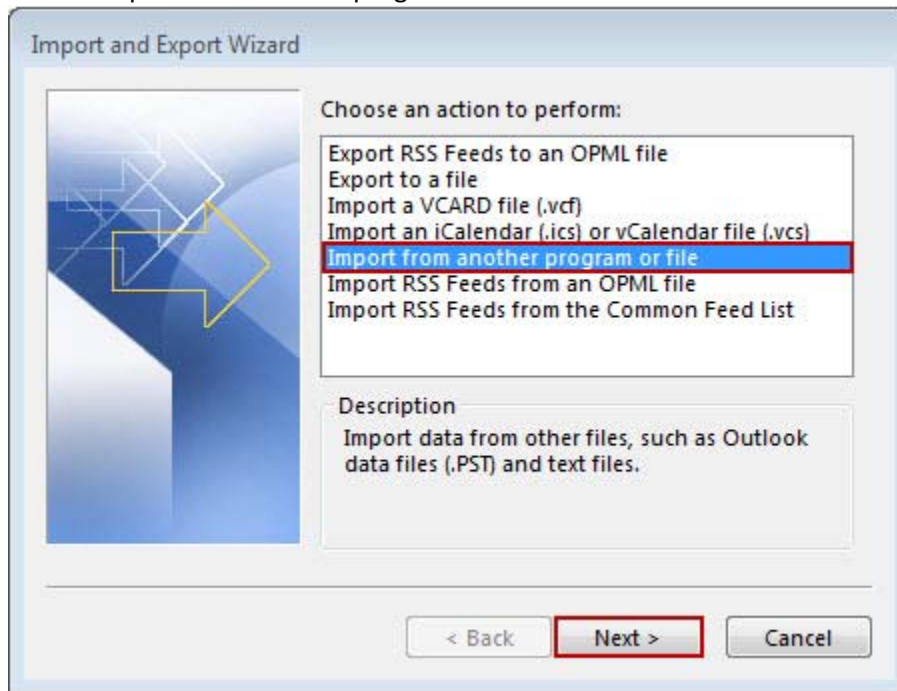 Import and Export Wizard
Choose an action to perform:
Export RSS Feeds to an OPML file
Export to a file
Import a VCARD file (.vcf)
Import an iCalendar (.ics) or vCalendar file (.vcs)
Import from another program or file
Import RSS Feeds from an OPML file
Import RSS Feeds from the Common Feed List
Description
Import data from other files, such as Outlook
data files (.PST) and text files.
< Back Next > Cancel